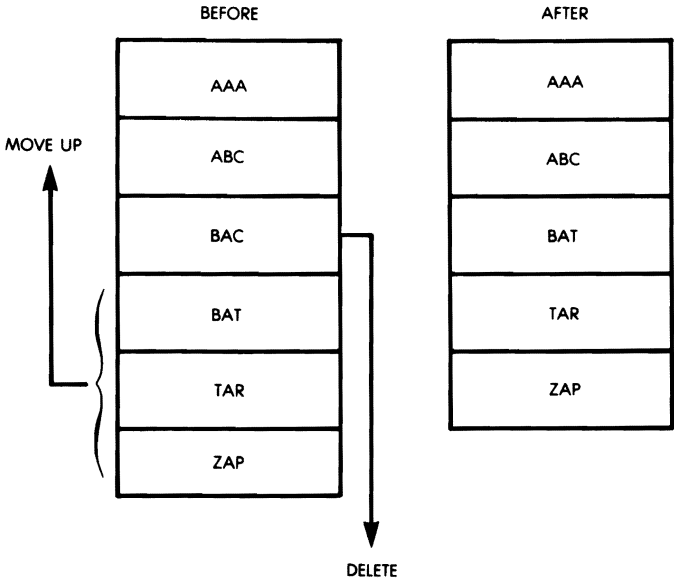 BEFORE
AAA
ABC
BAC
BAT
TAR
ZAP
MOVE UP
DELETE
AFTER
AAA
ABC
BAT
TAR
ZAP